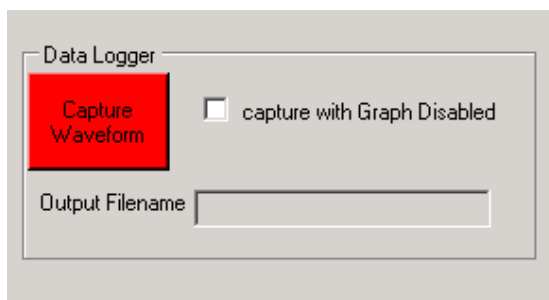 Data Logger
Capture
Waveform
capture with Graph Disabled
Output Filename